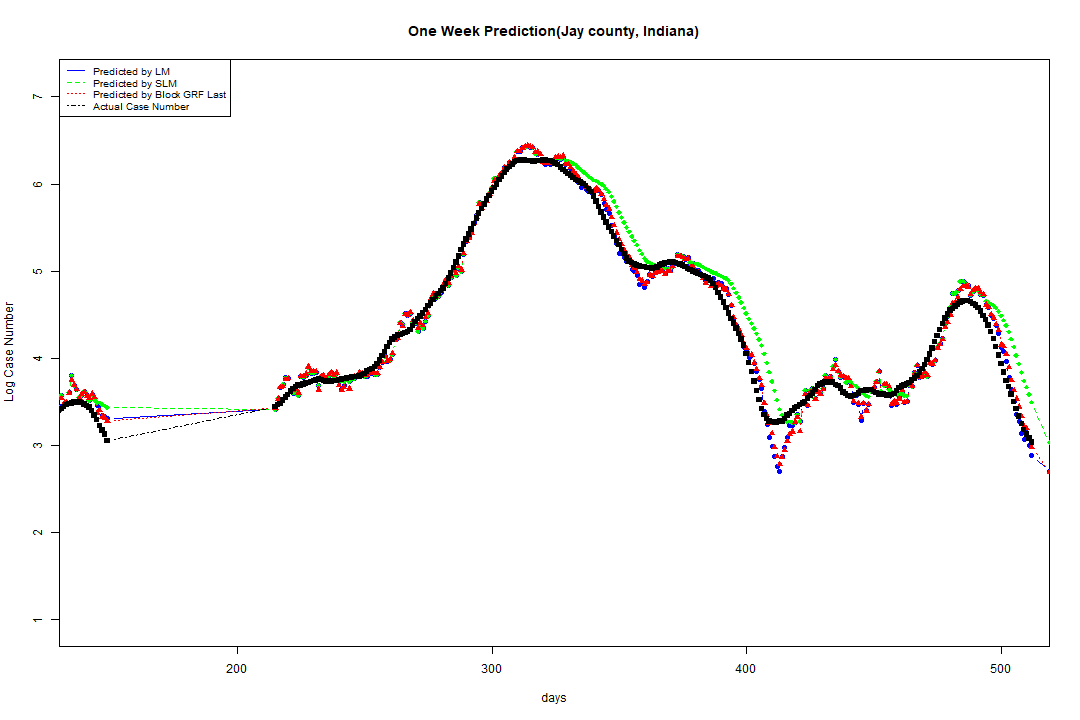 One Week Prediction(Jay county, Indiana)
Predicted by LM
Predicted by SLM
Predicted by Block GRF Last
Actual Case Number
7
6
5
4
3
2
1
Log Case Number
200 300 400 500
days